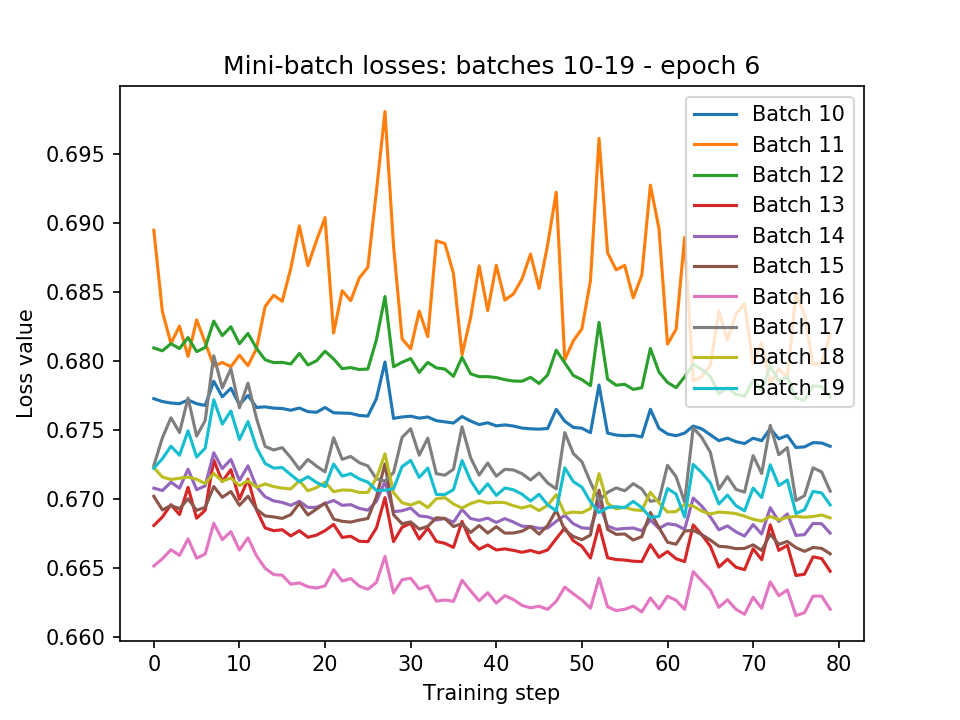 Mini-batch losses: batches 10-19 - epoch 6
0.695
0.690
0.685
0.680
0.675
0.670
0.665
0.660
Loss value
Batch 10
Batch 11
Batch 12
Batch 13
Batch 14
Batch 15
Batch 16
Batch 17
Batch 18
Batch 19
0 10 20 30 40 50 60 70 80
Training step